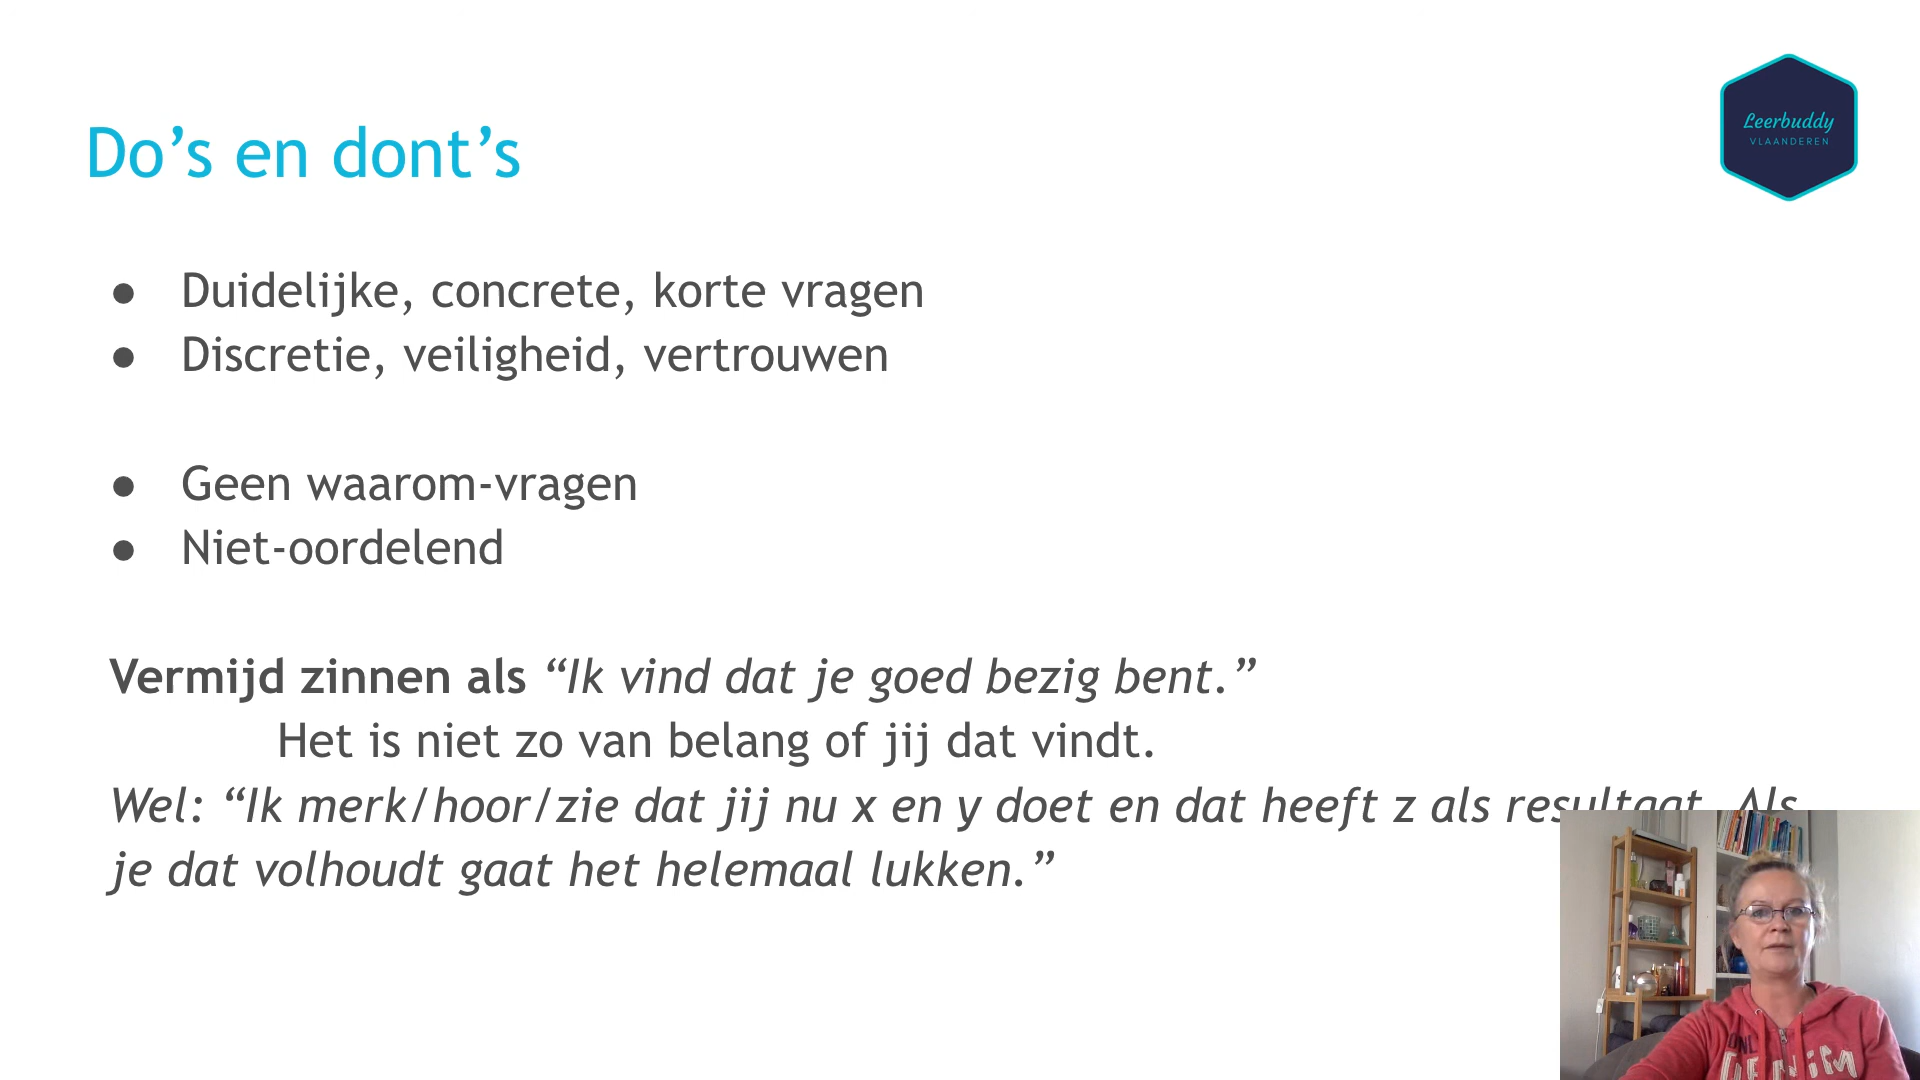 Do’s en dont’s
Leerbuddy
VLAANDEREN
● Duidelijke, concrete, korte vragen
● Discretie, veiligheid, vertrouwen
● Geen waarom-vragen
● Niet-oordelend
Vermijd zinnen als “Ik vind dat je goed bezig bent.”
Het is niet zo van belang of jij dat vindt.
Wel: “Ik merk/hoor/zie dat jij nu x en y doet en dat heeft z als resultaat. Als
je dat volhoudt gaat het helemaal lukken.”
DENIM